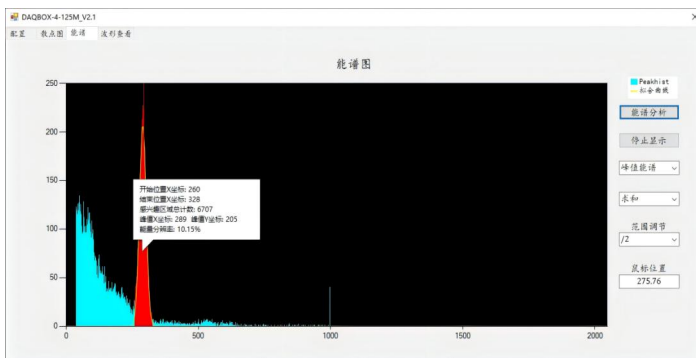 DAQBOX-4-125M_V2.1
配置 散点图 能谱 波形查看
能谱图
250
200
150
100
50
0
0 500 1000 1500 2000
开始位置X坐标: 260
结束位置X坐标: 328
感兴趣区域总计数: 6707
峰值X坐标: 289 峰值Y坐标: 205
能量分辨率: 10.15%
Peakhist
拟合曲线
能谱分析
停止显示
峰值能谱
求和
范围调节
/2
鼠标位置
275.76